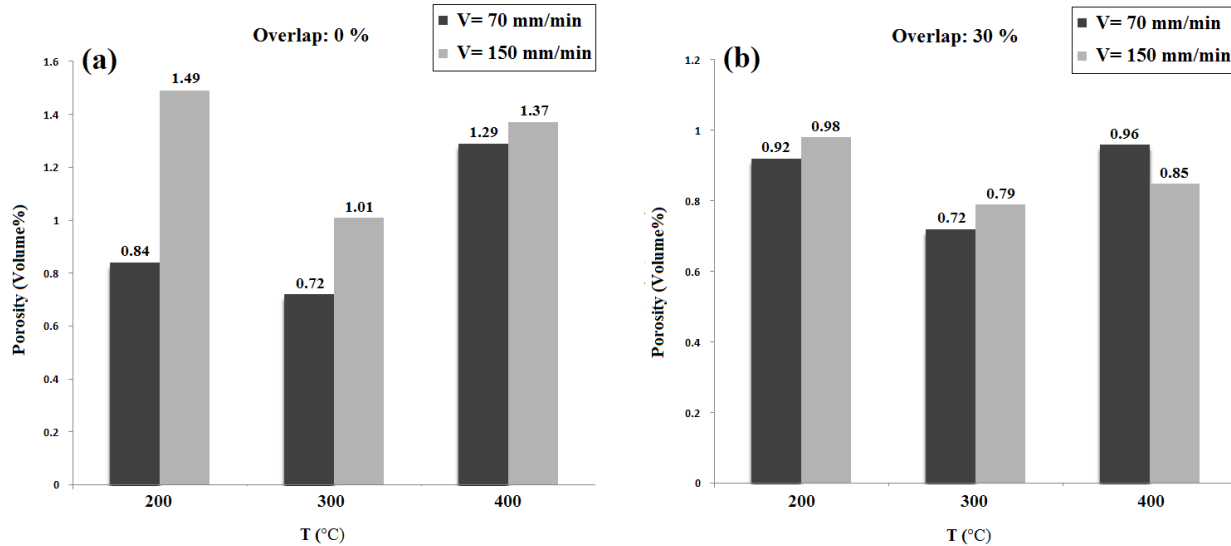 (a)
Overlap: 0 %
V= 70 mm/min
V= 150 mm/min
Porosity (Volume%)
1.6
1.4
1.2
1
0.8
0.6
0.4
0.2
0
0.84
1.49
0.72
1.01
1.29
1.37
200
300
400
T (°C)
(b)
Overlap: 30 %
V= 70 mm/min
V= 150 mm/min
Porosity (Volume%)
1.2
1
0.8
0.6
0.4
0.2
0
0.92
0.98
0.72
0.79
0.96
0.85
200
300
400
T (°C)